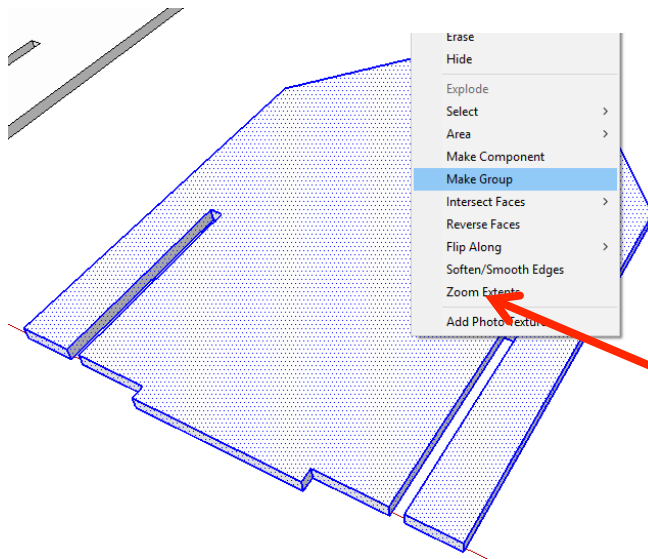 Erase
Hide
Explode
Select
Area
Make Component
Make Group
Intersect Faces
Reverse Faces
Flip Along
Soften/Smooth Edges
Zoom Extents
Add Photo Texture